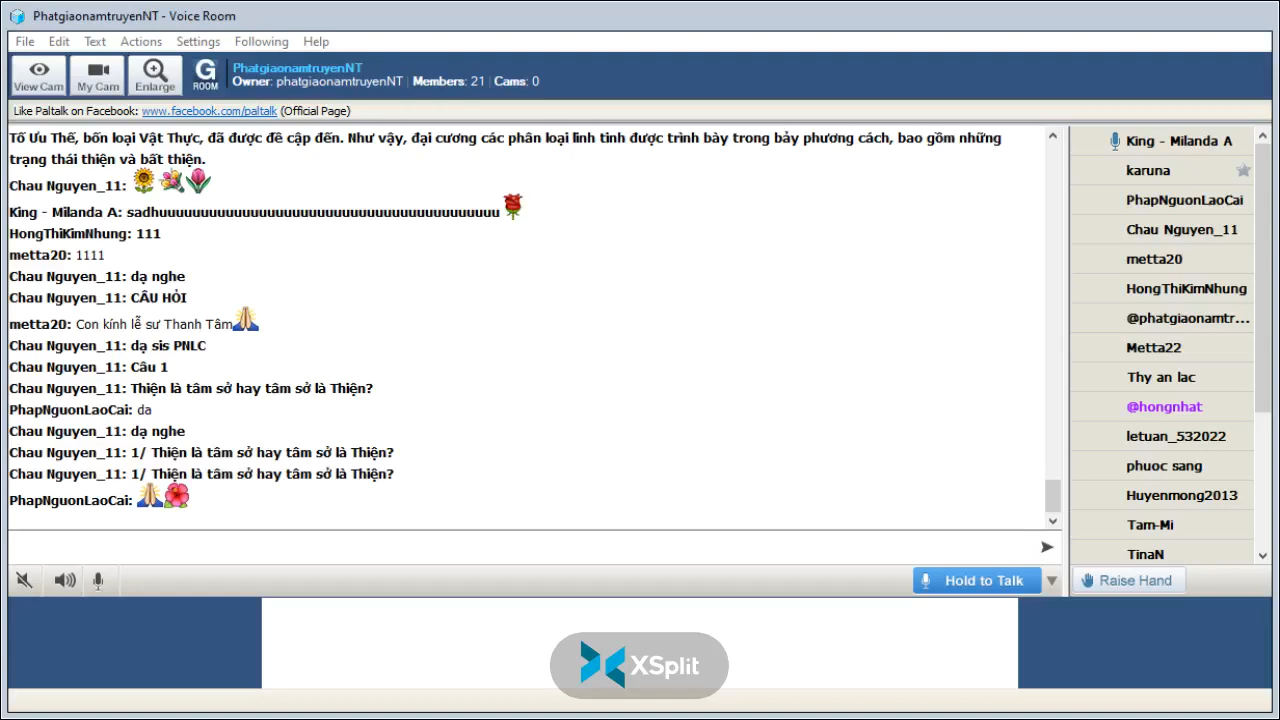 PhatgiaonamtruyenNT - Voice Room
File Edit Text Actions Settings Following Help
View Cam
My Cam
Enlarge
G ROOM
PhatgiaonamtruyenNT
Owner: phatgiaonamtruyenNT | Members: 21 | Cams: 0
Like Paltalk on Facebook: www.facebook.com/paltalk (Official Page)
Tố Ưu Thế, bốn loại Vật Thực, đã được đề cập đến. Như vậy, đại cương các phân loại linh tinh được trình bày trong bảy phương cách, bao gồm những
trạng thái thiện và bất thiện.
Chau Nguyen_11:
King - Milanda A: sadhuuuuuuuuuuuuuuuuuuuuuuuuuuuuuuuuuuuuuuuuu
HongThiKimNhung: 111
metta20: 1111
Chau Nguyen_11: dạ nghe
Chau Nguyen_11: CÂU HỎI
metta20: Con kính lễ sư Thanh Tâm
Chau Nguyen_11: dạ sis PNLC
Chau Nguyen_11: Câu 1
Chau Nguyen_11: Thiện là tâm sở hay tâm sở là Thiện?
PhapNguonLaoCai: da
Chau Nguyen_11: dạ nghe
Chau Nguyen_11: 1/ Thiện là tâm sở hay tâm sở là Thiện?
Chau Nguyen_11: 1/ Thiện là tâm sở hay tâm sở là Thiện?
PhapNguonLaoCai:
King - Milanda A
karuna
PhapNguonLaoCai
Chau Nguyen_11
metta20
HongThiKimNhung
@phatgiaonamtr...
Metta22
Thy an lac
@hongnhat
letuan_532022
phuoc sang
Huyenmong2013
Tam-Mi
TinaN
Hold to Talk
Raise Hand
XSplit